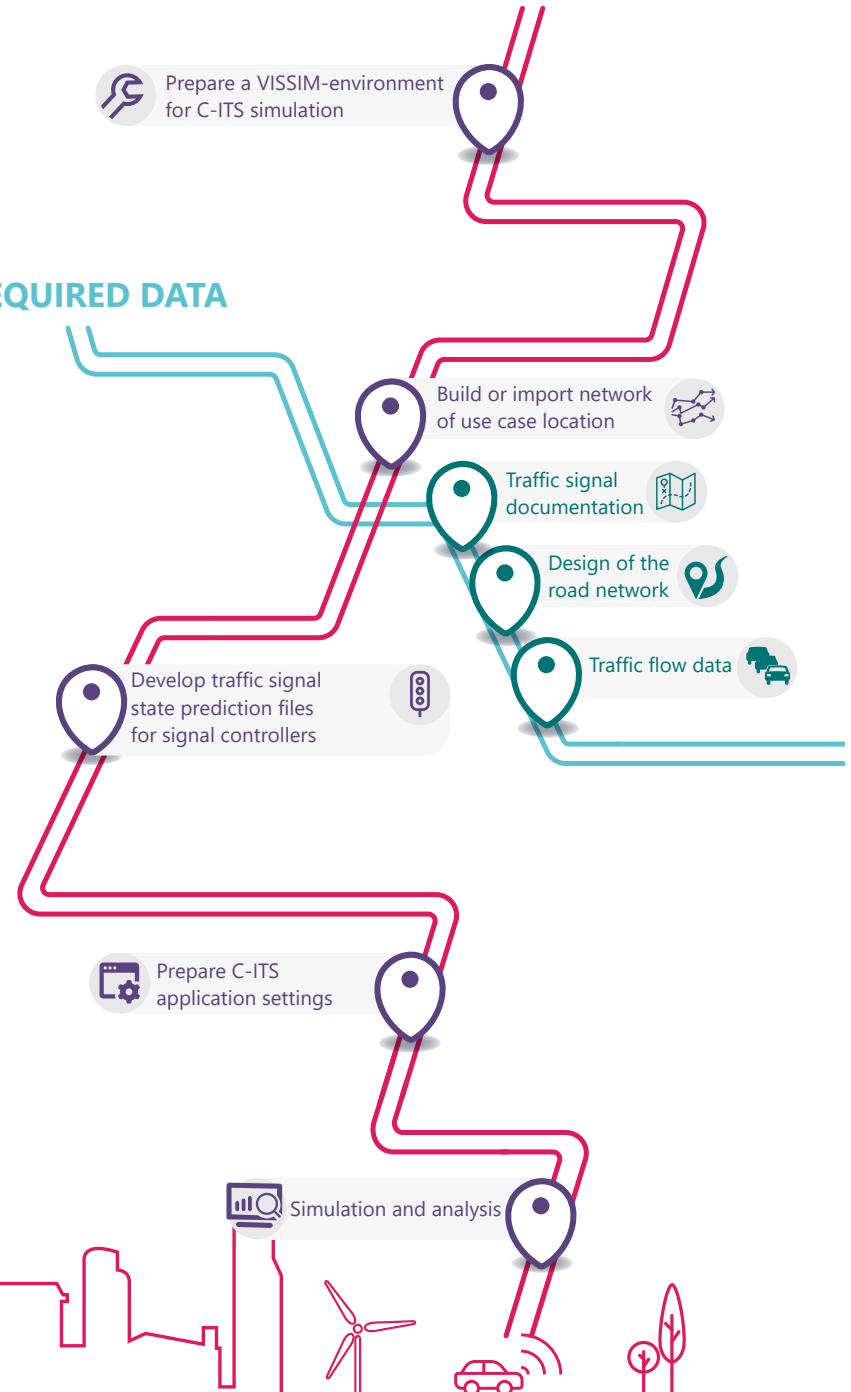 Prepare a VISSIM-environment
for C-ITS simulation
EQUIRED DATA
Build or import network
of use case location
Traffic signal
documentation
Design of the
road network
Traffic flow data
Develop traffic signal
state prediction files
for signal controllers
Prepare C-ITS
application settings
Simulation and analysis